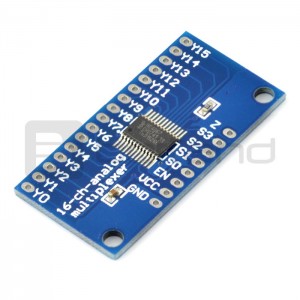 Y15
Y14
Y13
Y12
Y11
Y10
Y9
Y8
Y7
Y6
Y5
Y4
Y3
Y2
Y1
Y0
Z
S3
S2
S1
S0
EN
VCC
GND
16-ch-analog
multiplexer